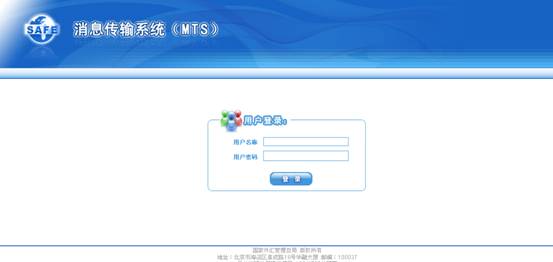 SAFE
消息传输系统（MTS）
用户登录:
用户名称
用户密码
登 录
国家外汇管理总局 版权所有
地址：北京市海淀区阜成路18号华融大厦 邮编：100037